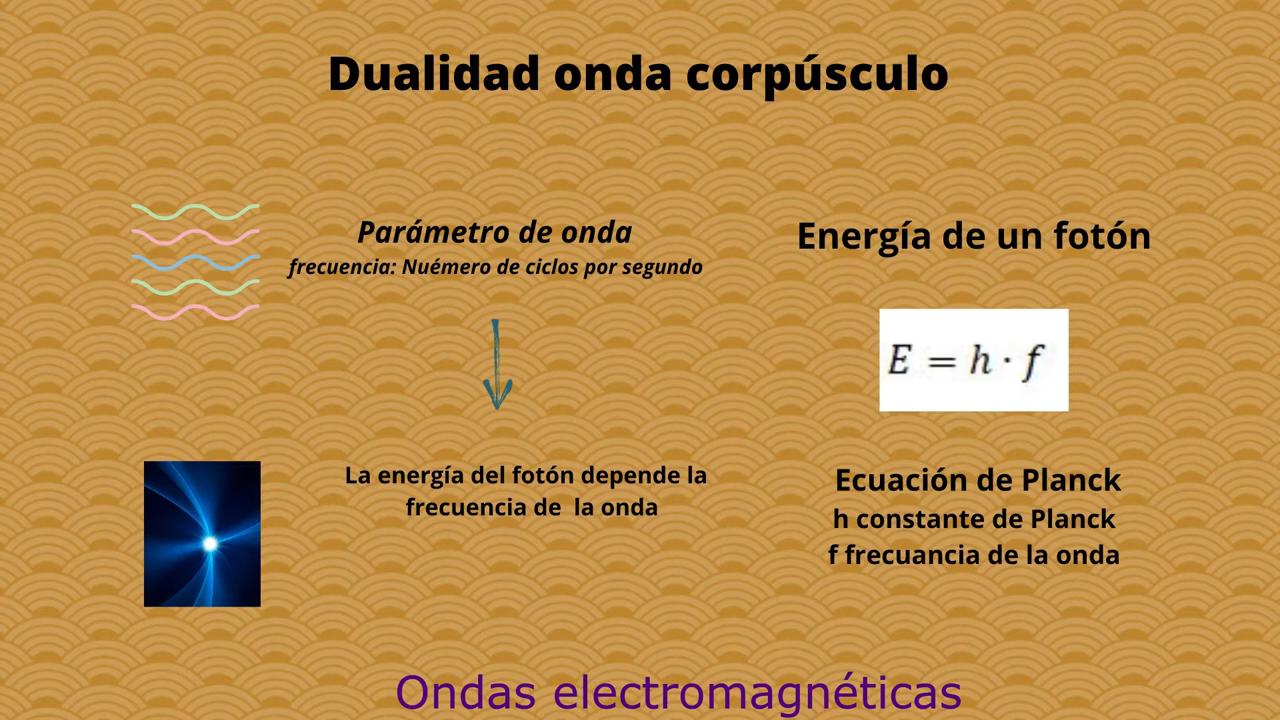 Dualidad onda corpúsculo
Parámetro de onda
frecuencia: Nuémero de ciclos por segundo
La energía del fotón depende la
frecuencia de  la onda
Energía de un fotón
E = h · f
Ecuación de Planck
h constante de Planck
f frecuancia de la onda
Ondas electromagnéticas